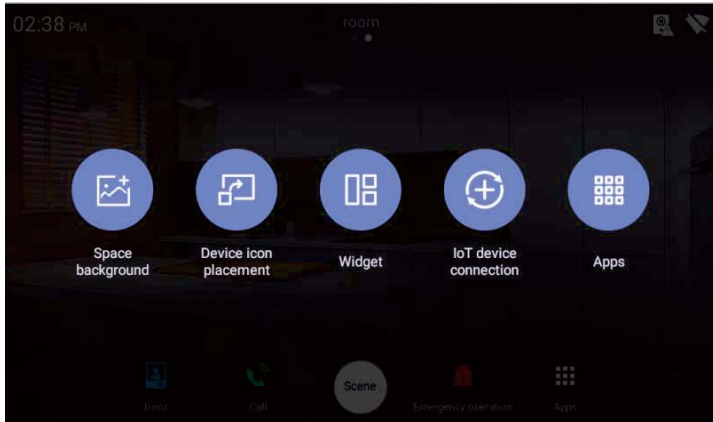 02:38 PM
room
Space
background
Device icon
placement
Widget
IoT device
connection
Apps
Scene
Door
Call
Emergency operation
Apps